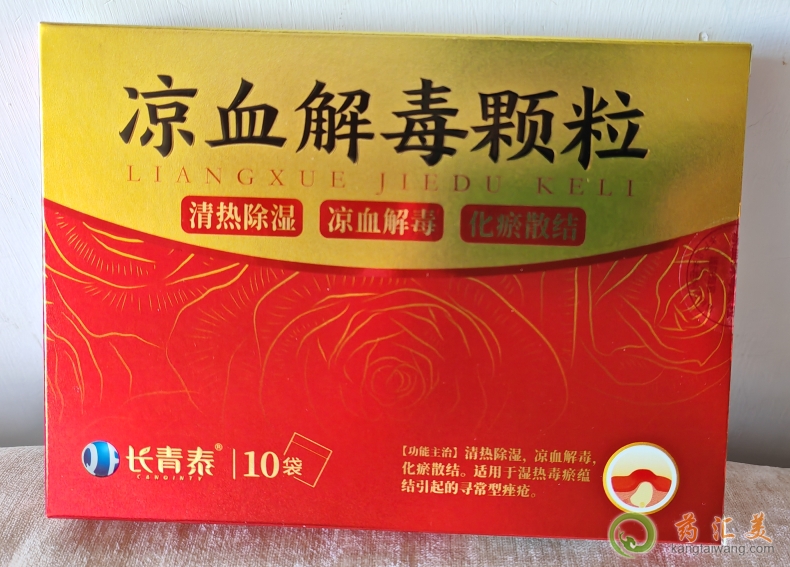 凉血解毒颗粒
LIANGXUE JIEDU KELI
清热除湿 凉血解毒 化瘀散结
长青泰® 10袋
CANQINTY
【功能主治】清热除湿，凉血解毒，
化瘀散结。适用于湿热毒瘀蕴
结引起的寻常型痤疮。
药汇美
kangtaiwang.com